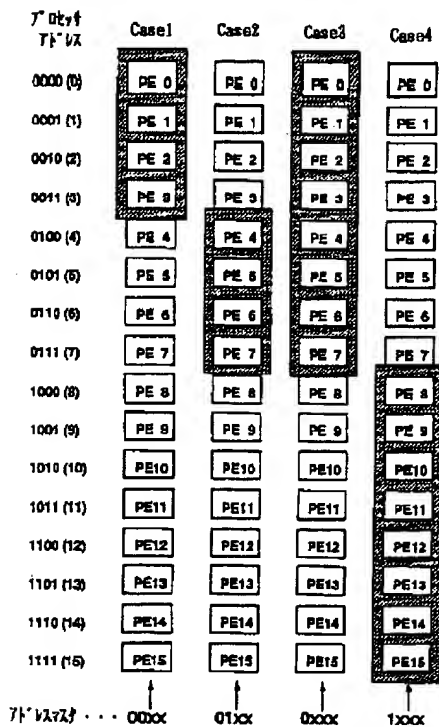 プロセッサ
アドレス Case1 Case2 Case3 Case4
0000 (0) PE 0 PE 0 PE 0 PE 0
0001 (1) PE 1 PE 1 PE 1 PE 1
0010 (2) PE 2 PE 2 PE 2 PE 2
0011 (3) PE 3 PE 3 PE 3 PE 3
0100 (4) PE 4 PE 4 PE 4 PE 4
0101 (5) PE 5 PE 5 PE 5 PE 5
0110 (6) PE 6 PE 6 PE 6 PE 6
0111 (7) PE 7 PE 7 PE 7 PE 7
1000 (8) PE 8 PE 8 PE 8 PE 8
1001 (9) PE 9 PE 9 PE 9 PE 9
1010 (10) PE10 PE10 PE10 PE10
1011 (11) PE11 PE11 PE11 PE11
1100 (12) PE12 PE12 PE12 PE12
1101 (13) PE13 PE13 PE13 PE13
1110 (14) PE14 PE14 PE14 PE14
1111 (15) PE15 PE15 PE15 PE15
アドレスマスク・・・ 00xx 01xx 0xxx 1xxx